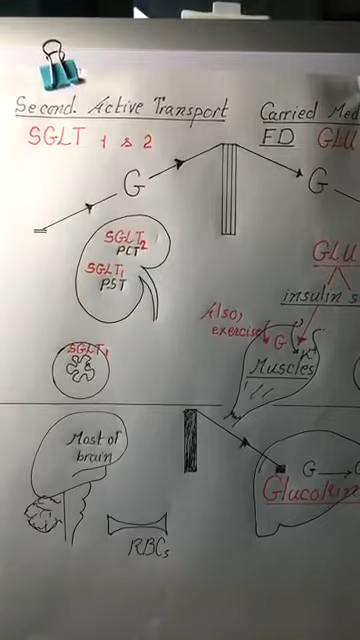 Second. Active Transport
SGLT 1 & 2
G
SGLT2
PCT
SGLT1
PST
SGLT1
Carried Med
FD GLU
G
GLU
insulin s
Also,
exercise
G
K+
Muscles
Most of
brain
RBCs
G
Glucokin